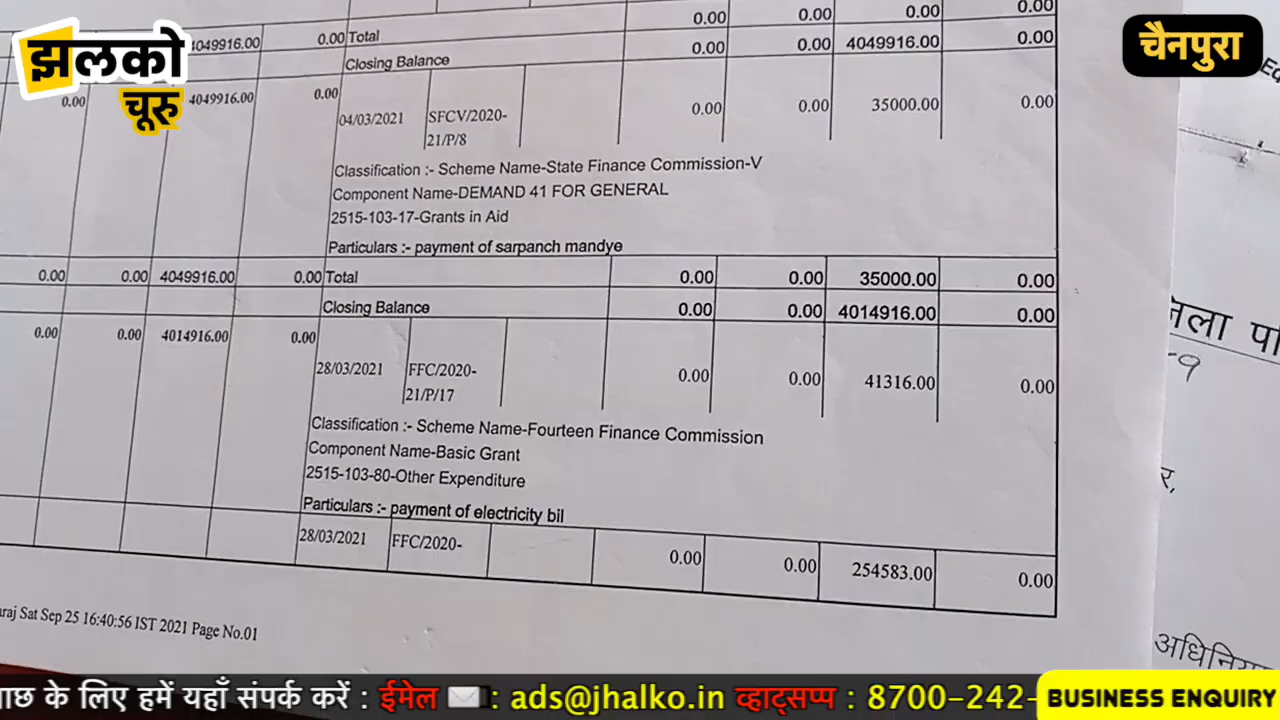 झलको
चूरू
चैनपुरा
0.00 0.00 0.00 0.00
4049916.00 0.00 Total 0.00 0.00 4049916.00 0.00
Closing Balance
0.00 4049916.00 0.00 04/03/2021 SFCV/2020- 0.00 0.00 35000.00 0.00
21/P/8
Classification :- Scheme Name-State Finance Commission-V
Component Name-DEMAND 41 FOR GENERAL
2515-103-17-Grants in Aid
Particulars :- payment of sarpanch mandye
0.00 0.00 4049916.00 0.00 Total 0.00 0.00 35000.00 0.00
Closing Balance 0.00 0.00 4014916.00 0.00
0.00 0.00 4014916.00 0.00 28/03/2021 FFC/2020- 0.00 0.00 41316.00 0.00
21/P/17
Classification :- Scheme Name-Fourteen Finance Commission
Component Name-Basic Grant
2515-103-80-Other Expenditure
Particulars :- payment of electricity bil
28/03/2021 FFC/2020- 0.00 0.00 254583.00 0.00
raj Sat Sep 25 16:40:56 IST 2021 Page No.01
जिला
र,
के लिए हमें यहाँ संपर्क करें : ईमेल : ads@jhalko.in व्हाट्सप्प : 8700-242-
BUSINESS ENQUIRY